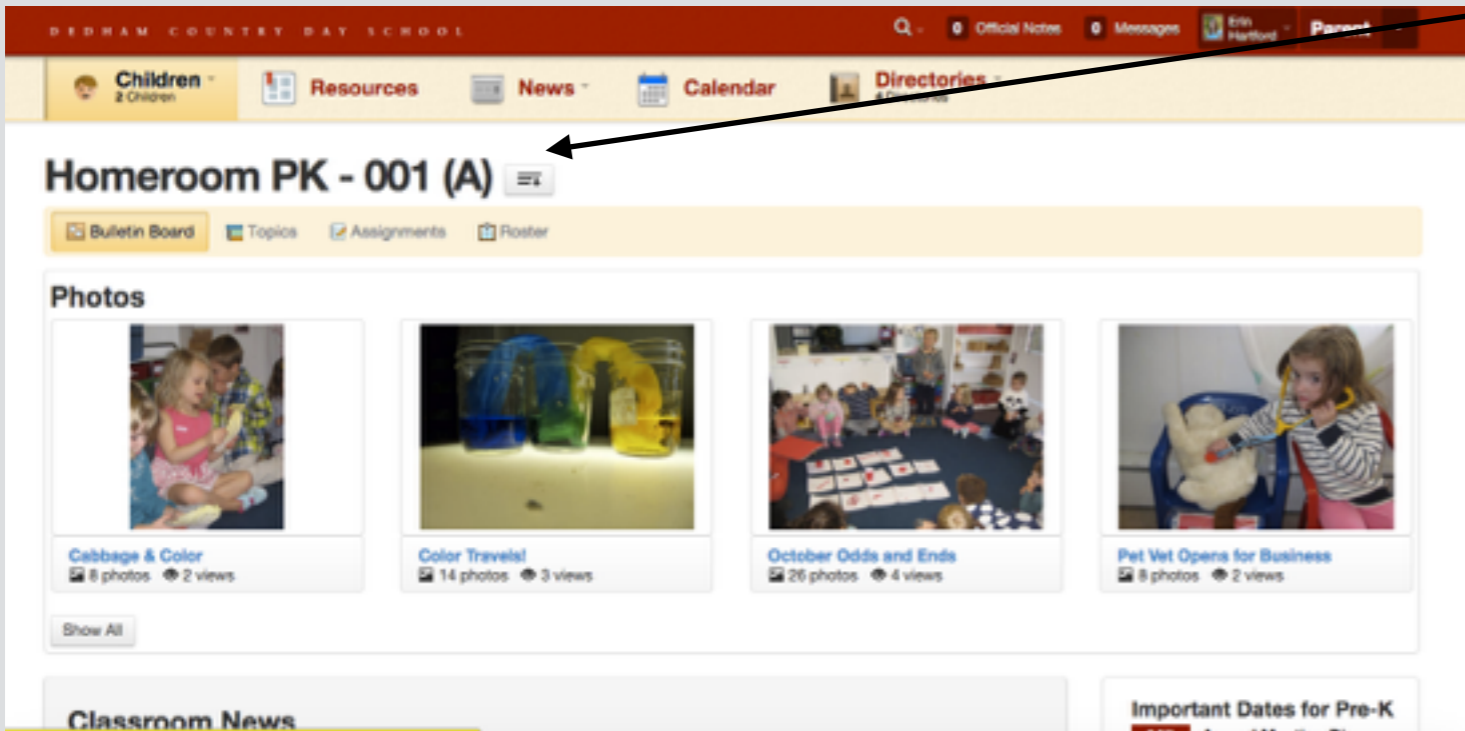 DEDHAM COUNTRY DAY SCHOOL
0 Official Notes 0 Messages Erin Hartford Parent
Children
2 Children
Resources
News
Calendar
Directories
Directories
Homeroom PK - 001 (A)
Bulletin Board Topics Assignments Roster
Photos
Cabbage & Color
8 photos 2 views
Color Travels!
14 photos 3 views
October Odds and Ends
26 photos 4 views
Pet Vet Opens for Business
8 photos 2 views
Show All
Classroom News
Important Dates for Pre-K